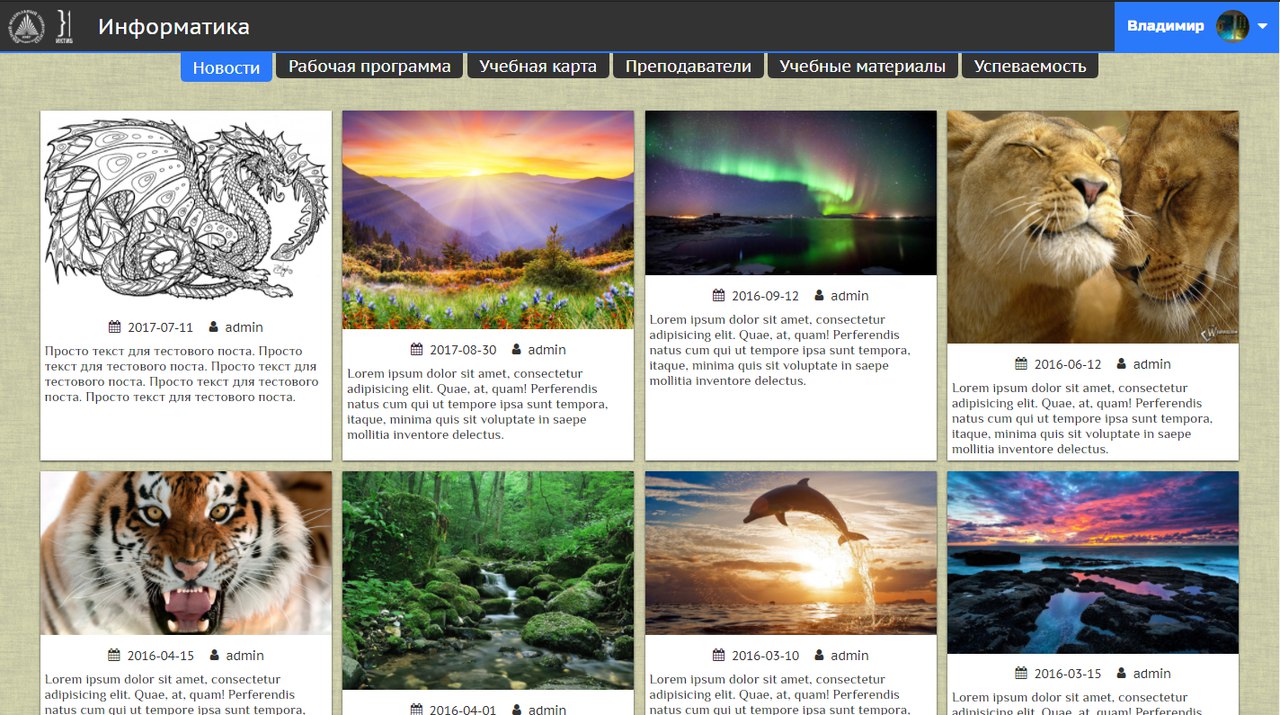 ИКТИБ
Информатика
Владимир
Новости
Рабочая программа
Учебная карта
Преподаватели
Учебные материалы
Успеваемость
2017-07-11 admin
Просто текст для тестового поста. Просто
текст для тестового поста. Просто текст для
тестового поста. Просто текст для тестового
поста. Просто текст для тестового поста.
2017-08-30 admin
Lorem ipsum dolor sit amet, consectetur
adipisicing elit. Quae, at, quam! Perferendis
natus cum qui ut tempore ipsa sunt tempora,
itaque, minima quis sit voluptate in saepe
mollitia inventore delectus.
2016-09-12 admin
Lorem ipsum dolor sit amet, consectetur
adipisicing elit. Quae, at, quam! Perferendis
natus cum qui ut tempore ipsa sunt tempora,
itaque, minima quis sit voluptate in saepe
mollitia inventore delectus.
2016-06-12 admin
Lorem ipsum dolor sit amet, consectetur
adipisicing elit. Quae, at, quam! Perferendis
natus cum qui ut tempore ipsa sunt tempora,
itaque, minima quis sit voluptate in saepe
mollitia inventore delectus.
2016-04-15 admin
Lorem ipsum dolor sit amet, consectetur
adipisicing elit. Quae, at, quam! Perferendis
natus cum qui ut tempore ipsa sunt tempora,
2016-04-01 admin
2016-03-10 admin
Lorem ipsum dolor sit amet, consectetur
adipisicing elit. Quae, at, quam! Perferendis
natus cum qui ut tempore ipsa sunt tempora,
2016-03-15 admin
Lorem ipsum dolor sit amet, consectetur
adipisicing elit. Quae, at, quam! Perferendis